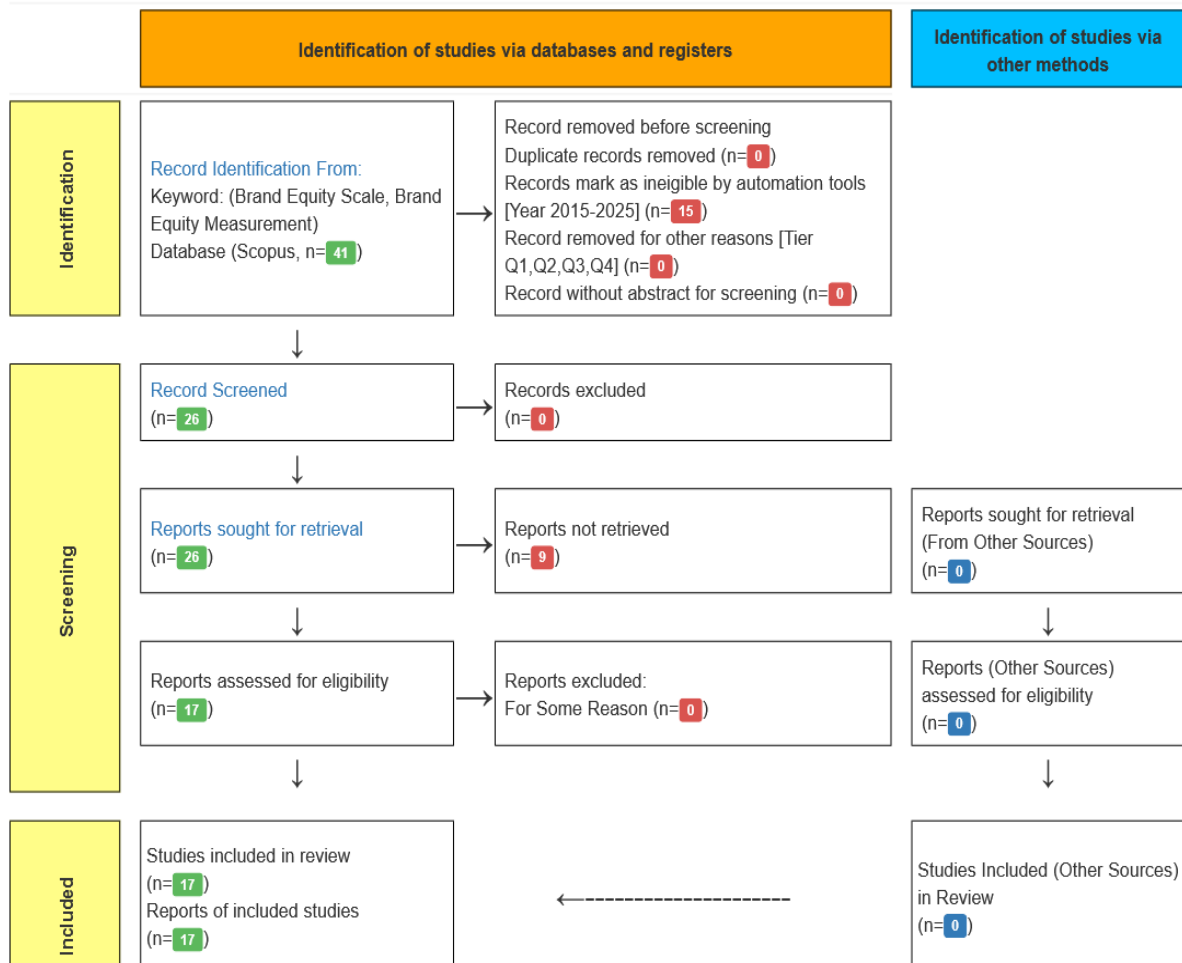 Identification of studies via databases and registers
Identification of studies via
other methods
Identification
Record Identification From:
Keyword: (Brand Equity Scale, Brand
Equity Measurement)
Database (Scopus, n=41)
Record removed before screening
Duplicate records removed (n=0)
Records mark as ineigible by automation tools
[Year 2015-2025] (n=15)
Record removed for other reasons [Tier
Q1,Q2,Q3,Q4] (n=0)
Record without abstract for screening (n=0)
Screening
Record Screened
(n=26)
Records excluded
(n=0)
Reports sought for retrieval
(n=26)
Reports not retrieved
(n=9)
Reports sought for retrieval
(From Other Sources)
(n=0)
Reports assessed for eligibility
(n=17)
Reports excluded:
For Some Reason (n=0)
Reports (Other Sources)
assessed for eligibility
(n=0)
Included
Studies included in review
(n=17)
Reports of included studies
(n=17)
Studies Included (Other Sources)
in Review
(n=0)